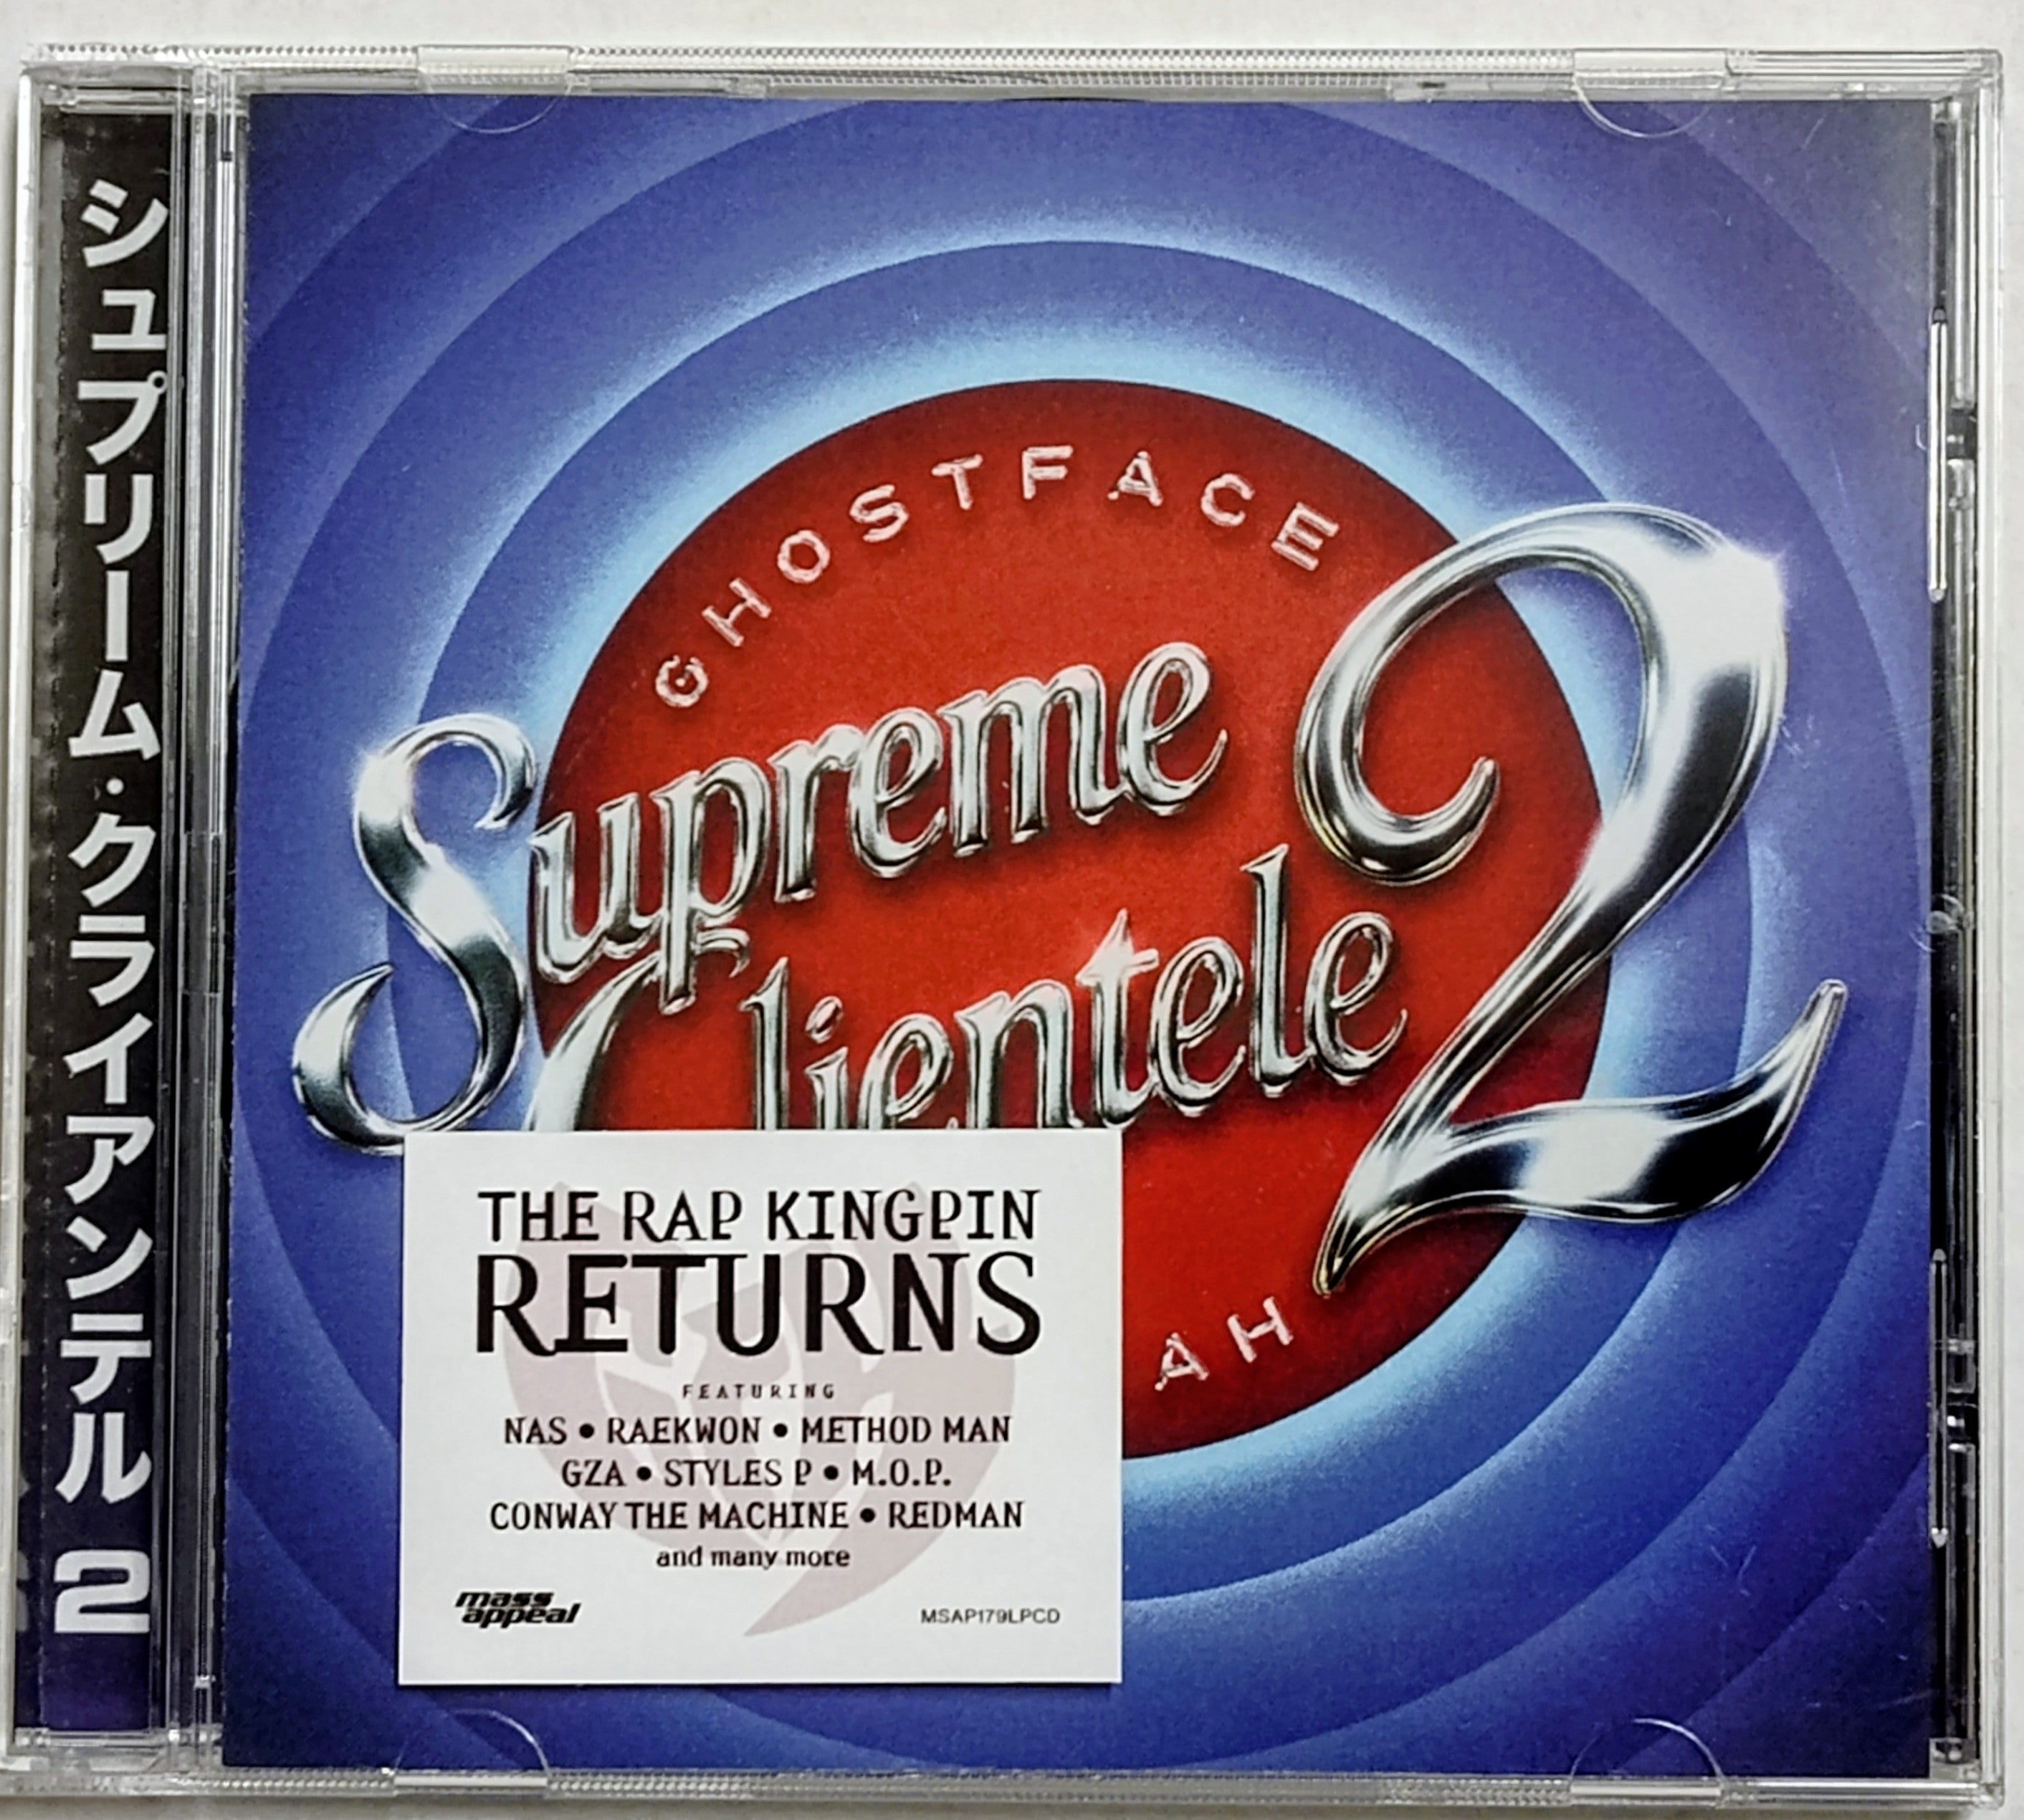 シュプリーム・クライアンテル 2
GHOSTFACE
Supreme
Clientele
2
AH
THE RAP KINGPIN
RETURNS
FEATURING
NAS • RAEKWON • METHOD MAN
GZA • STYLES P • M.O.P.
CONWAY THE MACHINE • REDMAN
and many more
mass
appeal
MSAP179LPCD